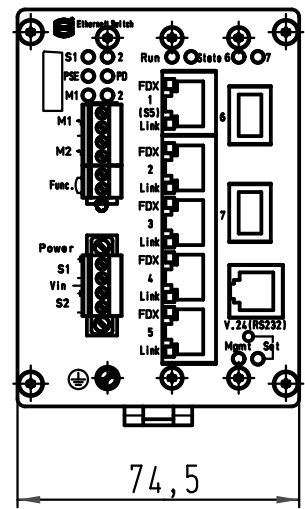 Ethernet Switch
S1 2 Run State 6 7
PSE PD
M1 2
FDX
1
(S5)
Link
M1
M2
Func.
6
FDX
2
Link
FDX
3
Link
7
Power
S1
Vin
S2
FDX
4
Link
FDX
5
Link
V.24(RS232)
Mgmt Set
74,5